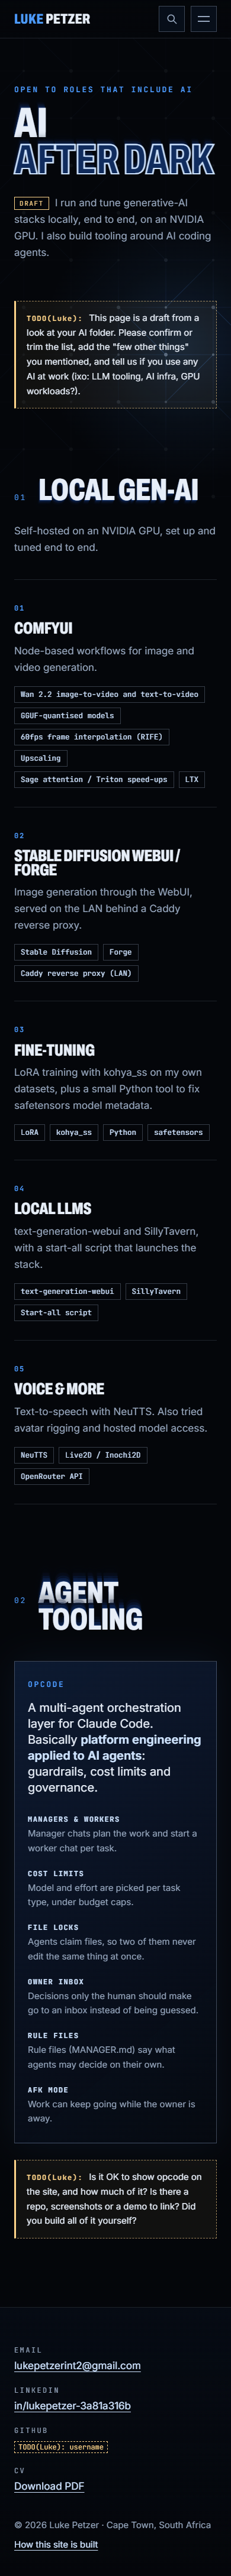 LUKE PETZER
OPEN TO ROLES THAT INCLUDE AI
AI
AFTER DARK
DRAFT I run and tune generative-AI
stacks locally, end to end, on an NVIDIA
GPU. I also build tooling around AI coding
agents.
TODO(Luke): This page is a draft from a
look at your AI folder. Please confirm or
trim the list, add the "few other things"
you mentioned, and tell us if you use any
AI at work (ixo: LLM tooling, AI infra, GPU
workloads?).
01 LOCAL GEN-AI
Self-hosted on an NVIDIA GPU, set up and
tuned end to end.
01
COMFYUI
Node-based workflows for image and
video generation.
Wan 2.2 image-to-video and text-to-video
GGUF-quantised models
60fps frame interpolation (RIFE)
Upscaling
Sage attention / Triton speed-ups LTX
02
STABLE DIFFUSION WEBUI /
FORGE
Image generation through the WebUI,
served on the LAN behind a Caddy
reverse proxy.
Stable Diffusion Forge
Caddy reverse proxy (LAN)
03
FINE-TUNING
LoRA training with kohya_ss on my own
datasets, plus a small Python tool to fix
safetensors model metadata.
LoRA kohya_ss Python safetensors
04
LOCAL LLMS
text-generation-webui and SillyTavern,
with a start-all script that launches the
stack.
text-generation-webui SillyTavern
Start-all script
05
VOICE & MORE
Text-to-speech with NeuTTS. Also tried
avatar rigging and hosted model access.
NeuTTS Live2D / Inochi2D
OpenRouter API
02 AGENT
TOOLING
OPCODE
A multi-agent orchestration
layer for Claude Code.
Basically platform engineering
applied to AI agents:
guardrails, cost limits and
governance.
MANAGERS & WORKERS
Manager chats plan the work and start a
worker chat per task.
COST LIMITS
Model and effort are picked per task
type, under budget caps.
FILE LOCKS
Agents claim files, so two of them never
edit the same thing at once.
OWNER INBOX
Decisions only the human should make
go to an inbox instead of being guessed.
RULE FILES
Rule files (MANAGER.md) say what
agents may decide on their own.
AFK MODE
Work can keep going while the owner is
away.
TODO(Luke): Is it OK to show opcode on
the site, and how much of it? Is there a
repo, screenshots or a demo to link? Did
you build all of it yourself?
EMAIL
lukepetzerint2@gmail.com
LINKEDIN
in/lukepetzer-3a81a316b
GITHUB
TODO(Luke): username
CV
Download PDF
© 2026 Luke Petzer · Cape Town, South Africa
How this site is built